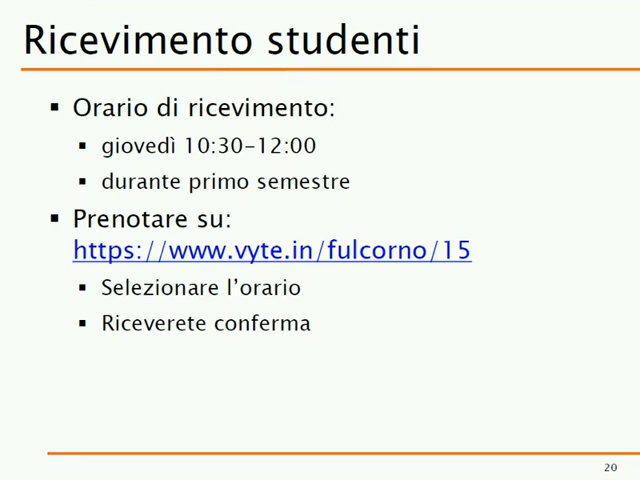 Ricevimento studenti
▪ Orario di ricevimento:
▪ giovedì 10:30-12:00
▪ durante primo semestre
▪ Prenotare su:
https://www.vyte.in/fulcorno/15
▪ Selezionare l’orario
▪ Riceverete conferma
20